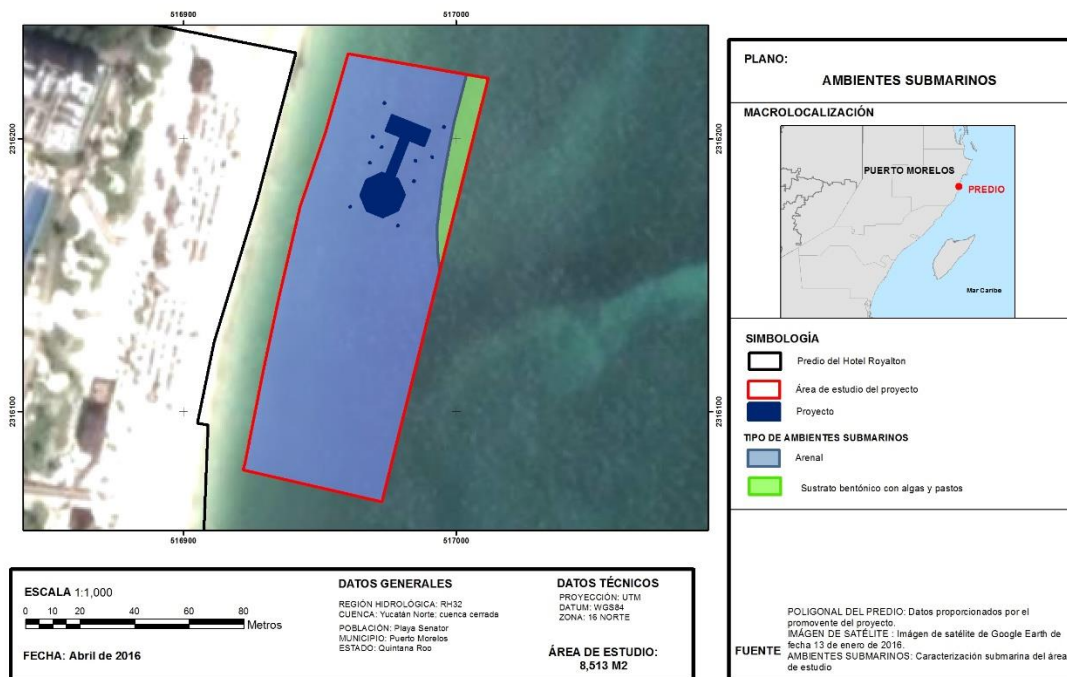 516900
517000
2316200
2316200
2316100
2316100
PLANO:
AMBIENTES SUBMARINOS
MACROLOCALIZACIÓN
PUERTO MORELOS
PREDIO
Mar Caribe
SIMBOLOGÍA
Predio del Hotel Royalton
Área de estudio del proyecto
Proyecto
TIPO DE AMBIENTES SUBMARINOS
Arenal
Sustrato bentónico con algas y pastos
516900
517000
ESCALA 1:1,000
0 10 20 40 60 80
Metros
FECHA: Abril de 2016
DATOS GENERALES
REGIÓN HIDROLÓGICA: RH32
CUENCA: Yucatán Norte; cuenca cerrada
POBLACIÓN: Playa Senator
MUNICIPIO: Puerto Morelos
ESTADO: Quintana Roo
DATOS TÉCNICOS
PROYECCIÓN: UTM
DATUM: WGS84
ZONA: 16 NORTE
ÁREA DE ESTUDIO:
8,513 M2
FUENTE
POLIGONAL DEL PREDIO: Datos proporcionados por el
promovente del proyecto.
IMÁGEN DE SATÉLITE : Imágen de satélite de Google Earth de
fecha 13 de enero de 2016.
AMBIENTES SUBMARINOS: Caracterización submarina del área
de estudio